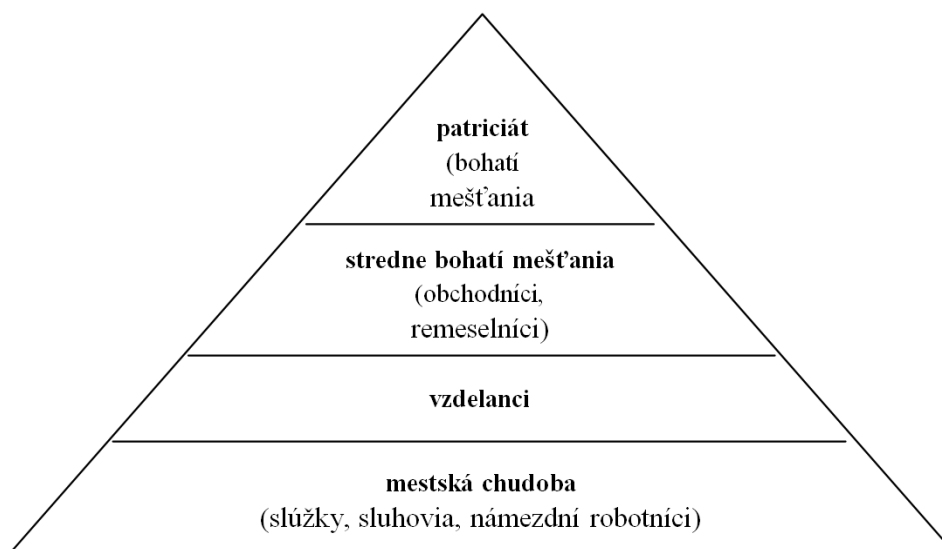 patriciát
(bohatí
mešťania
stredne bohatí mešťania
(obchodníci,
remeselníci)
vzdelanci
mestská chudoba
(slúžky, sluhovia, námezdní robotníci)